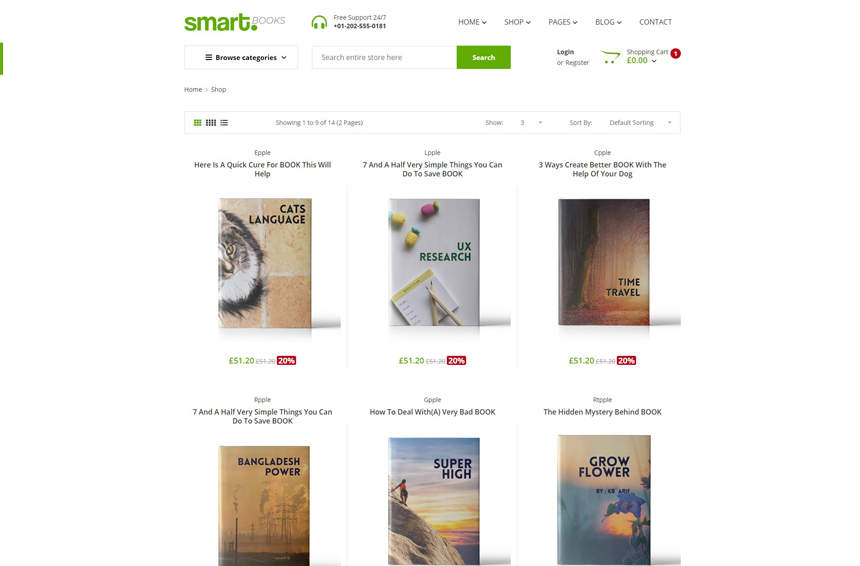 smart. BOOKS
Free Support 24/7
+01-202-555-0181
HOME SHOP PAGES BLOG CONTACT
Browse categories
Search entire store here
Search
Login
or Register
Shopping Cart 1
£0.00
Home > Shop
Showing 1 to 9 of 14 (2 Pages)
Show: 3
Sort By: Default Sorting
Epple
Here Is A Quick Cure For BOOK This Will
Help
CATS
LANGUAGE
£51.20 £51.20 20%
Lpple
7 And A Half Very Simple Things You Can
Do To Save BOOK
UX
RESEARCH
£51.20 £51.20 20%
Cpple
3 Ways Create Better BOOK With The
Help Of Your Dog
TIME
TRAVEL
£51.20 £51.20 20%
Rpple
7 And A Half Very Simple Things You Can
Do To Save BOOK
BANGLADESH
POWER
Gpple
How To Deal With(A) Very Bad BOOK
SUPER
HIGH
Rtpple
The Hidden Mystery Behind BOOK
GROW
FLOWER
BY: KB ARIF